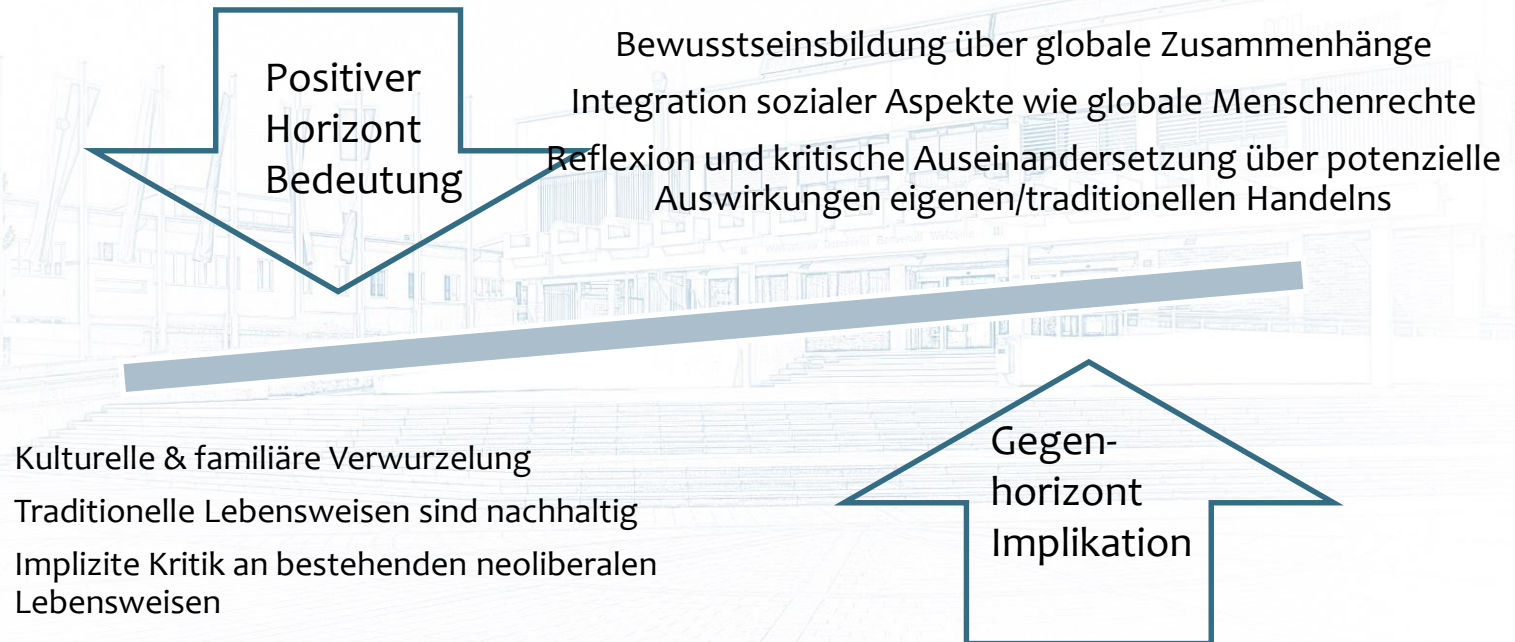 Positiver
Horizont
Bedeutung
Bewusstseinsbildung über globale Zusammenhänge
Integration sozialer Aspekte wie globale Menschenrechte
Reflexion und kritische Auseinandersetzung über potenzielle
Auswirkungen eigenen/traditionellen Handelns
Kulturelle & familiäre Verwurzelung
Traditionelle Lebensweisen sind nachhaltig
Implizite Kritik an bestehenden neoliberalen
Lebensweisen
Gegen-
horizont
Implikation